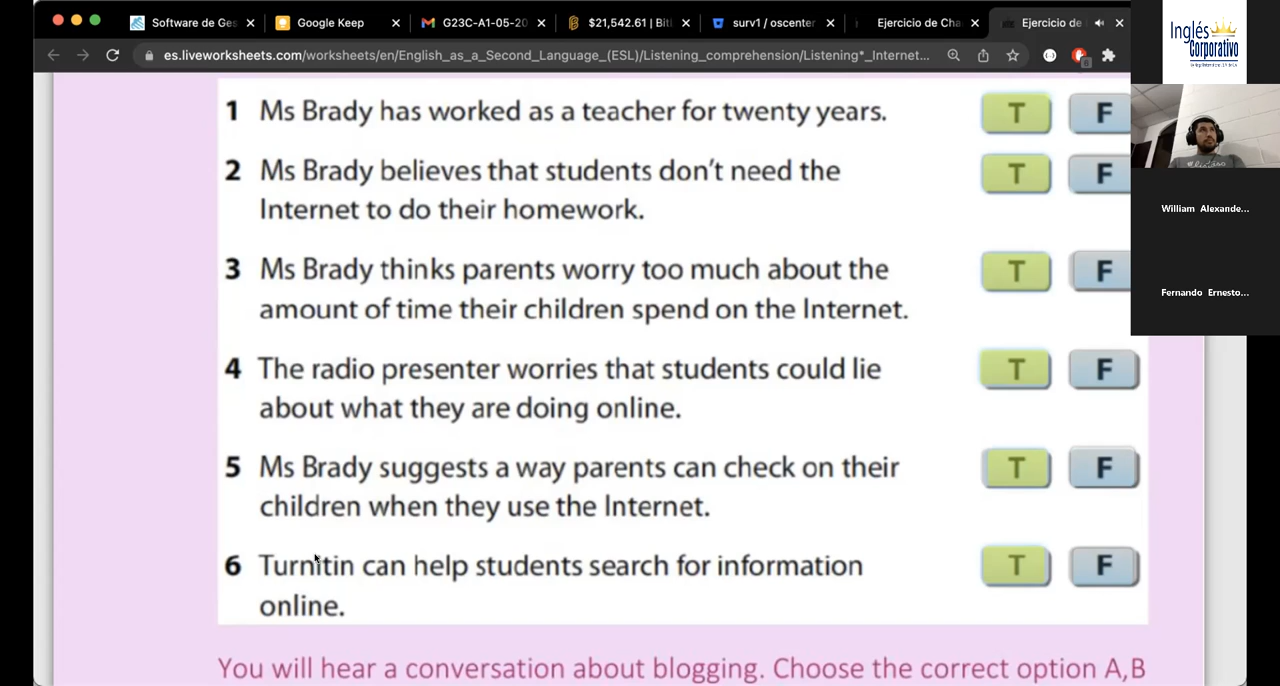 Software de Ges
Google Keep
G23C-A1-05-20
$21,542.61 | Bit
surv1 / oscenter
Ejercicio de Cha
Ejercicio de
es.liveworksheets.com/worksheets/en/English_as_a_Second_Language_(ESL)/Listening_comprehension/Listening*_Internet...
Inglés
Corporativo
1 Ms Brady has worked as a teacher for twenty years. T F
2 Ms Brady believes that students don't need the T F
Internet to do their homework.
3 Ms Brady thinks parents worry too much about the T F
amount of time their children spend on the Internet.
4 The radio presenter worries that students could lie T F
about what they are doing online.
5 Ms Brady suggests a way parents can check on their T F
children when they use the Internet.
6 Turnitin can help students search for information T F
online.
You will hear a conversation about blogging. Choose the correct option A,B
William Alexande...
Fernando Ernesto...